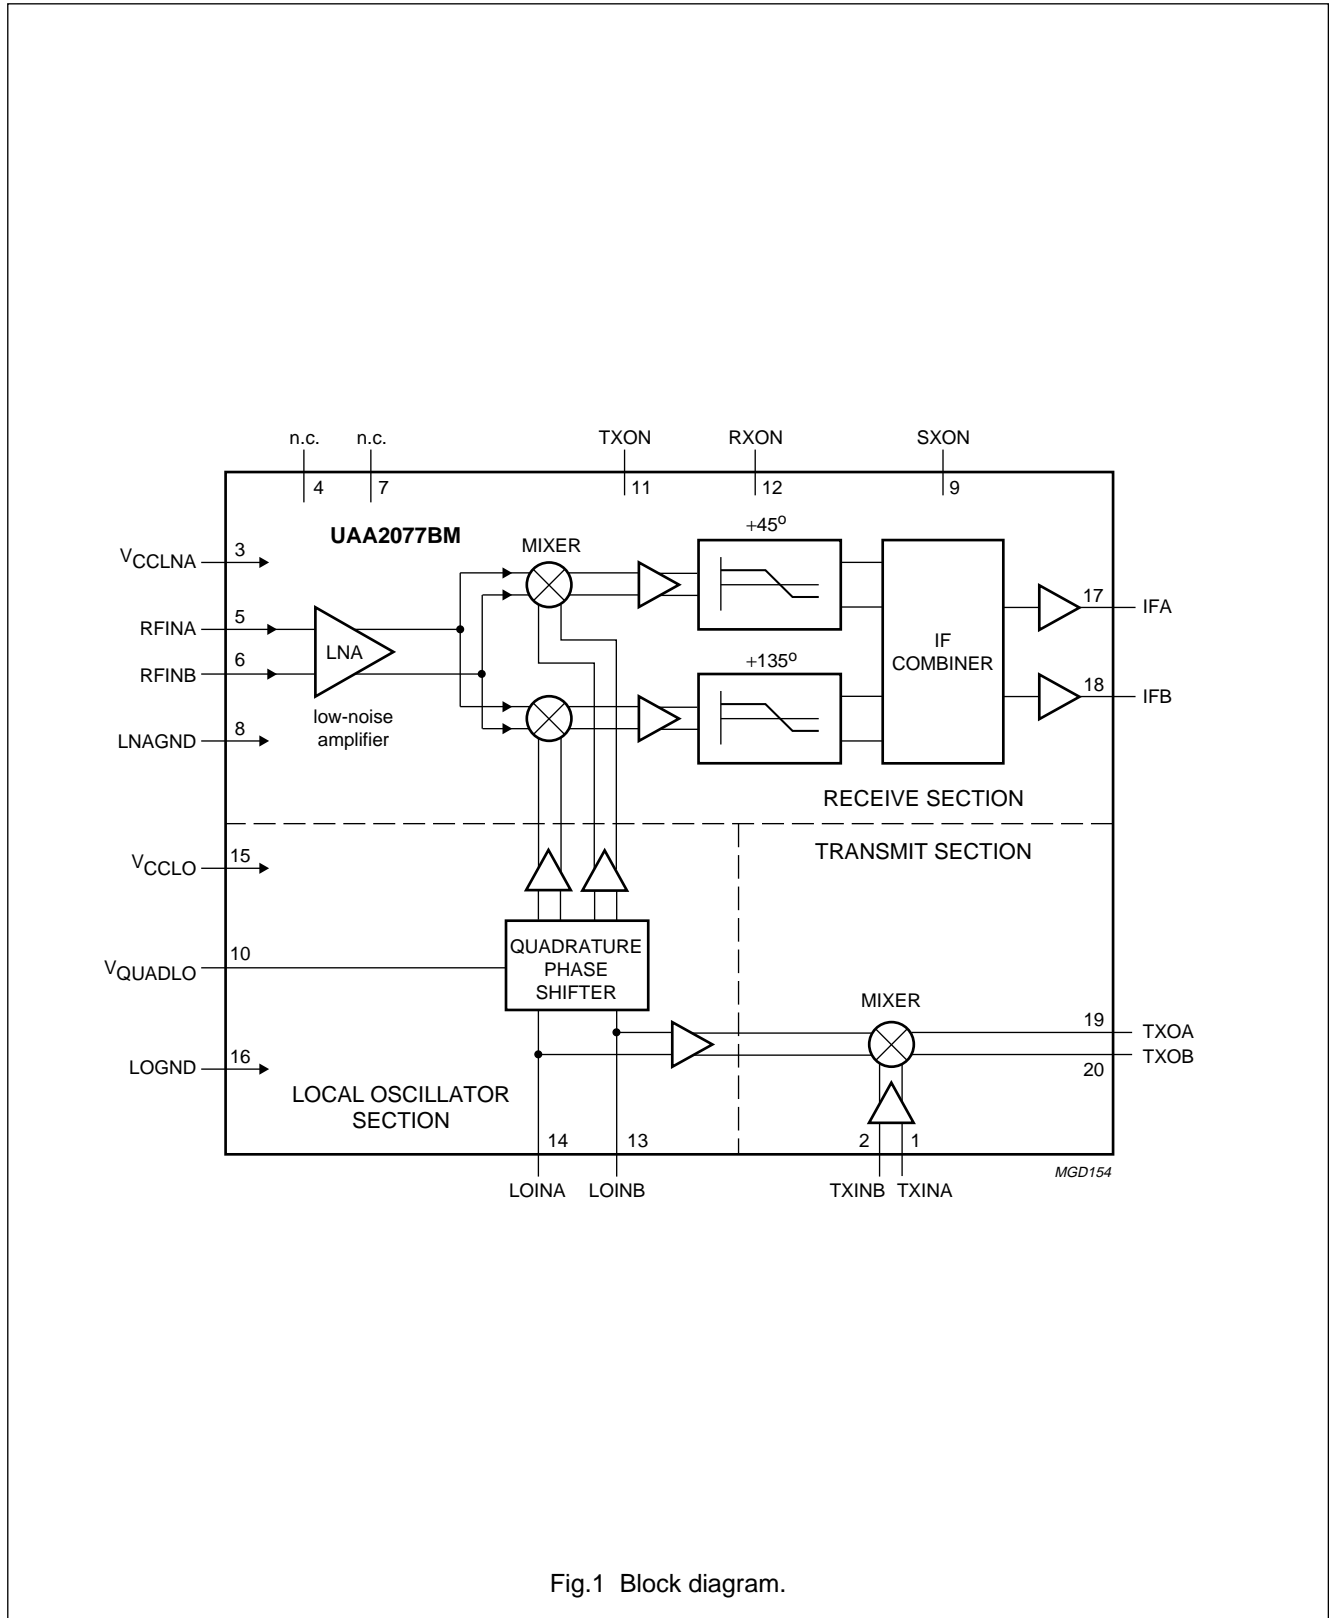 n.c. n.c. TXON RXON SXON
4 7 11 12 9
UAA2077BM
+45o
VCCLNA 3
MIXER
RFINA 5
LNA
RFINB 6
low-noise
amplifier
LNAGND 8
+135o
IF
COMBINER
17 IFA
18 IFB
RECEIVE SECTION
TRANSMIT SECTION
VCCLO 15
VQUADLO 10
QUADRATURE
PHASE
SHIFTER
LOGND 16
LOCAL OSCILLATOR
SECTION
MIXER
19 TXOA
TXOB
20
14 13 2 1
LOINA LOINB TXINB TXINA
MGD154
Fig.1 Block diagram.